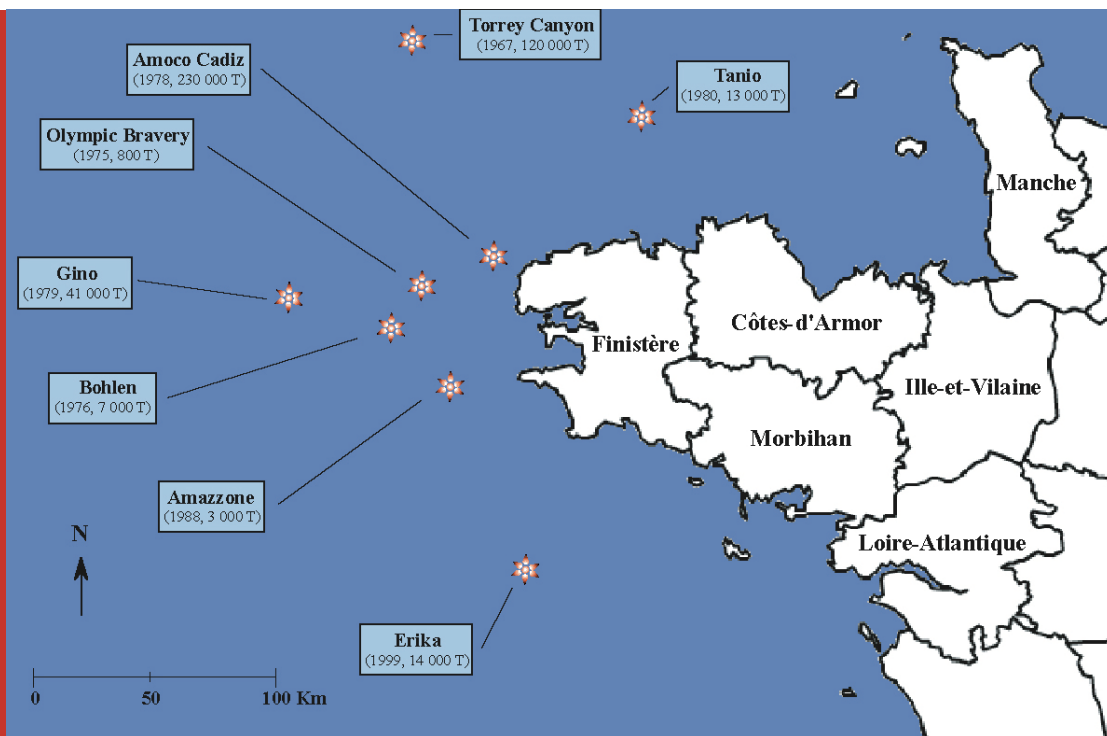 Torrey Canyon
(1967, 120 000 T)
Amoco Cadiz
(1978, 230 000 T)
Tanio
(1980, 13 000 T)
Olympic Bravery
(1975, 800 T)
Manche
Gino
(1979, 41 000 T)
Côtes-d'Armor
Finistère
Bohlen
(1976, 7 000 T)
Ille-et-Vilaine
Morbihan
Amazzone
(1988, 3 000 T)
N
Loire-Atlantique
Erika
(1999, 14 000 T)
0 50 100 Km